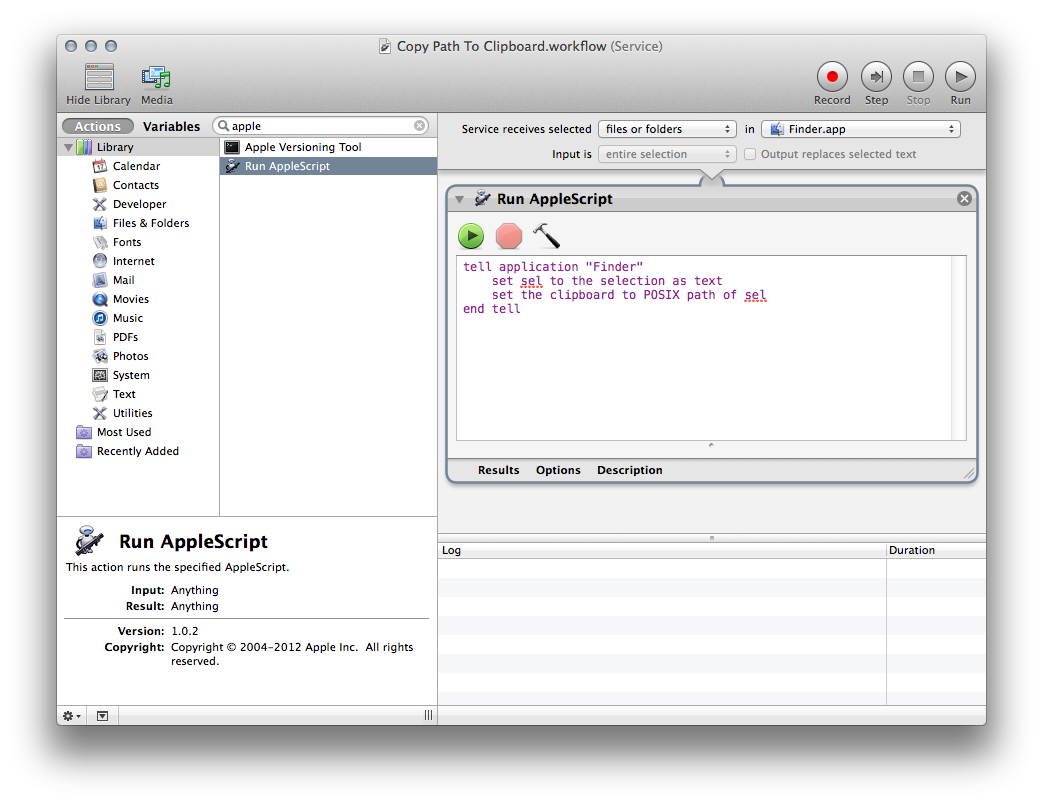 Copy Path To Clipboard.workflow (Service)
Hide Library
Media
Record
Step
Stop
Run
Actions
Variables
apple
Service receives selected
files or folders
in
Finder.app
Input is
entire selection
Output replaces selected text
Library
Calendar
Contacts
Developer
Files & Folders
Fonts
Internet
Mail
Movies
Music
PDFs
Photos
System
Text
Utilities
Most Used
Recently Added
Apple Versioning Tool
Run AppleScript
Run AppleScript
tell application "Finder"
set sel to the selection as text
set the clipboard to POSIX path of sel
end tell
Results
Options
Description
Run AppleScript
This action runs the specified AppleScript.
Input: Anything
Result: Anything
Version: 1.0.2
Copyright: Copyright © 2004–2012 Apple Inc. All rights
reserved.
Log
Duration